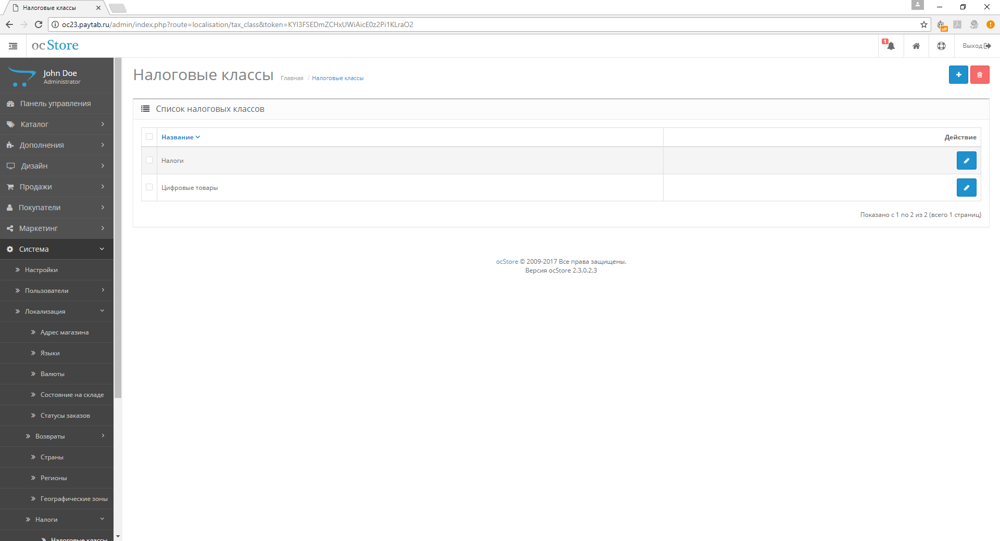 Налоговые классы
oc23.paytab.ru/admin/index.php?route=localisation/tax_class&token=KYI3FSEDmZCHxUWiAicE0z2Pi1KLraO2
off
ocStore
1
Выход
John Doe
Administrator
Панель управления
Каталог
Дополнения
Дизайн
Продажи
Покупатели
Маркетинг
Система
Настройки
Пользователи
Локализация
Адрес магазина
Языки
Валюты
Состояние на складе
Статусы заказов
Возвраты
Страны
Регионы
Географические зоны
Налоги
Налоговые классы
Налоговые классы Главная / Налоговые классы
Список налоговых классов
Название Действие
Налоги
Цифровые товары
Показано с 1 по 2 из 2 (всего 1 страниц)
ocStore © 2009-2017 Все права защищены.
Версия ocStore 2.3.0.2.3